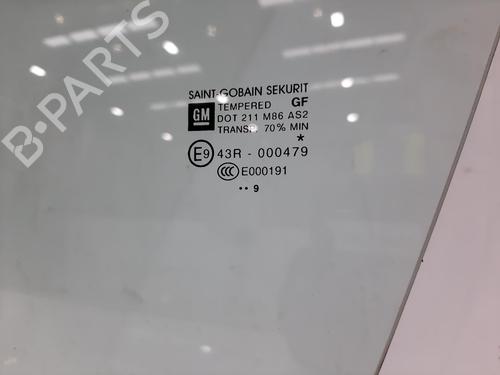 B-PARTS
SAINT-GOBAIN SEKURIT
TEMPERED GF
GM DOT 211 M86 AS2
TRANSP 70% MIN
*
E9 43R - 000479
CCC E000191
•• 9